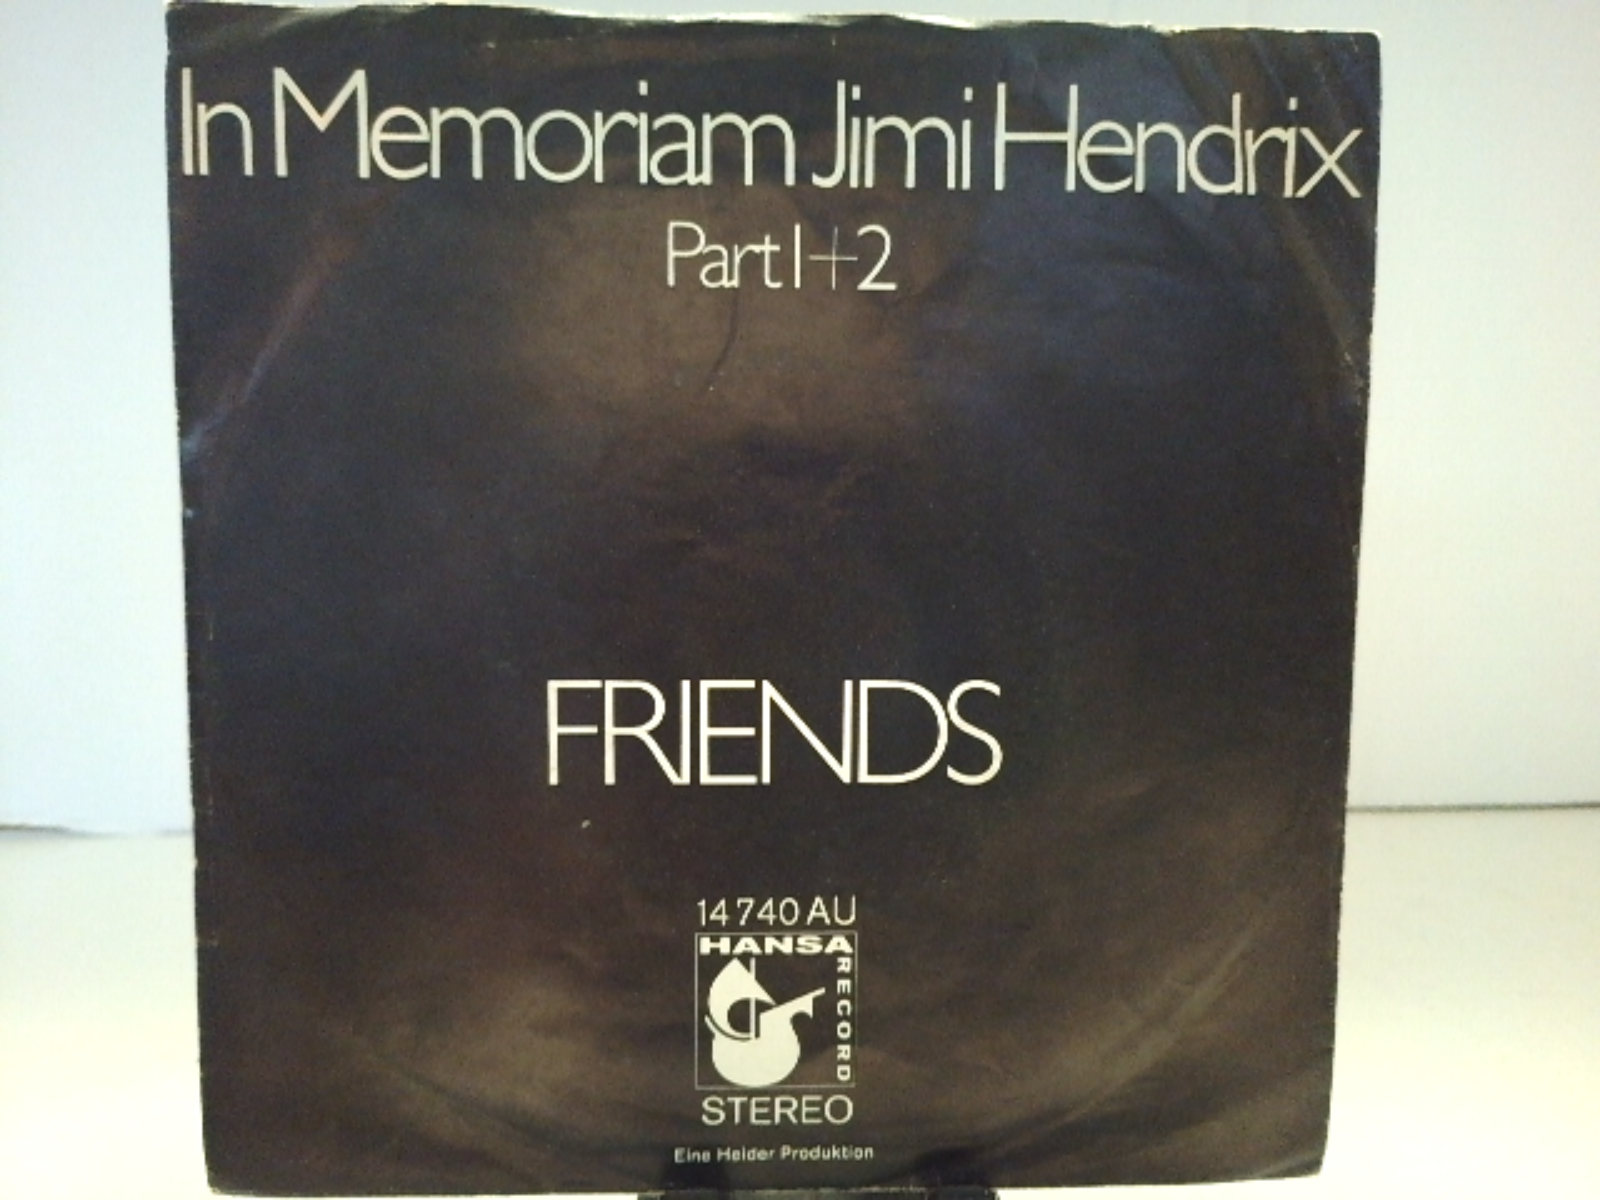 In Memoriam Jimi Hendrix
Part 1+2
FRIENDS
14 740 AU
HANSA
RECORD
STEREO
Eine Heider Produktion